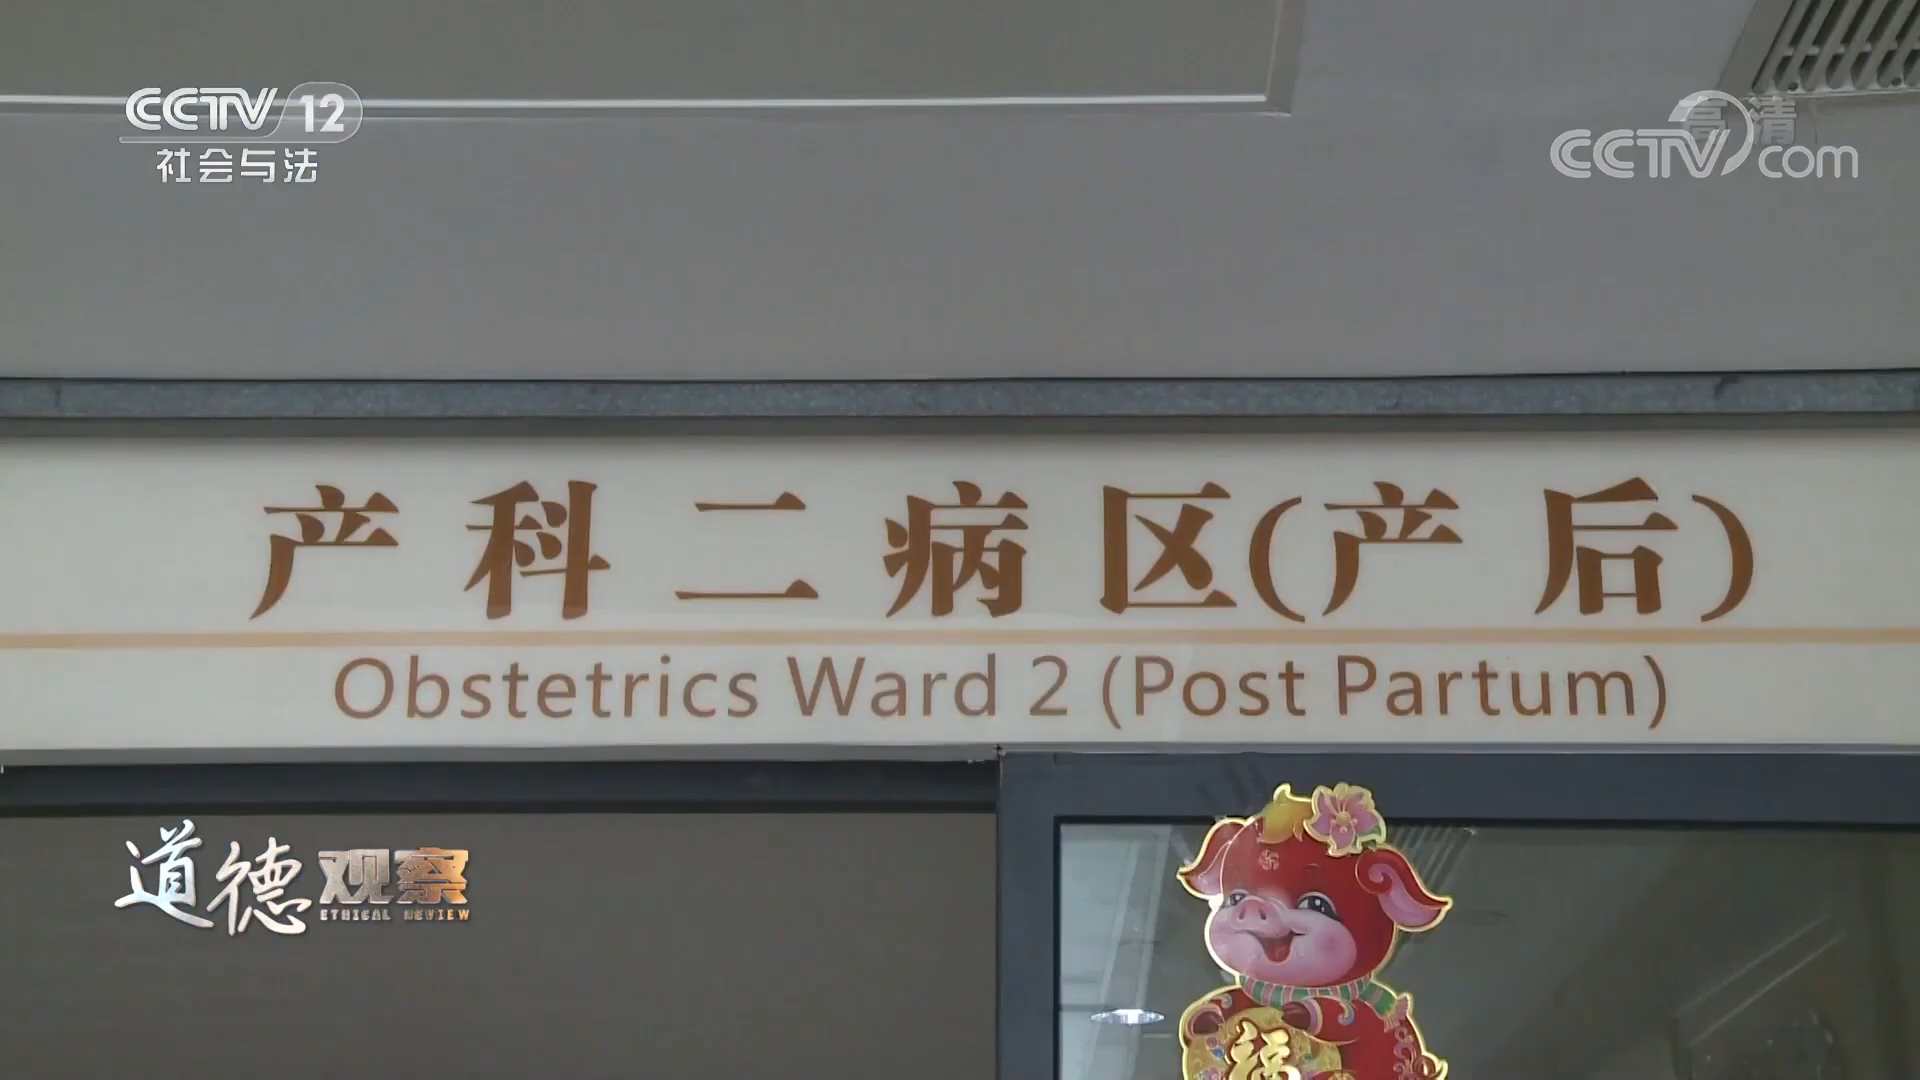 CCTV 12
社会与法
高清
CCTV com
产科二病区(产后)
Obstetrics Ward 2 (Post Partum)
道德观察
ETHICAL REVIEW
福